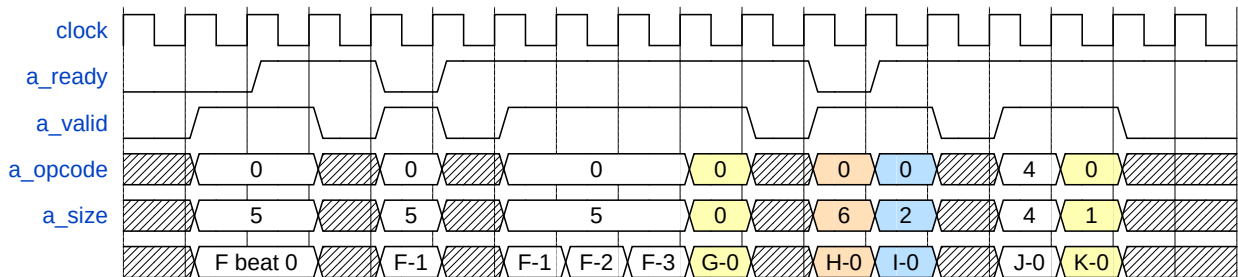 clock
a_ready
a_valid
a_opcode 0 0 0 0 0 0 4 0
a_size 5 5 5 0 6 2 4 1
F beat 0 F-1 F-1 F-2 F-3 G-0 H-0 I-0 J-0 K-0